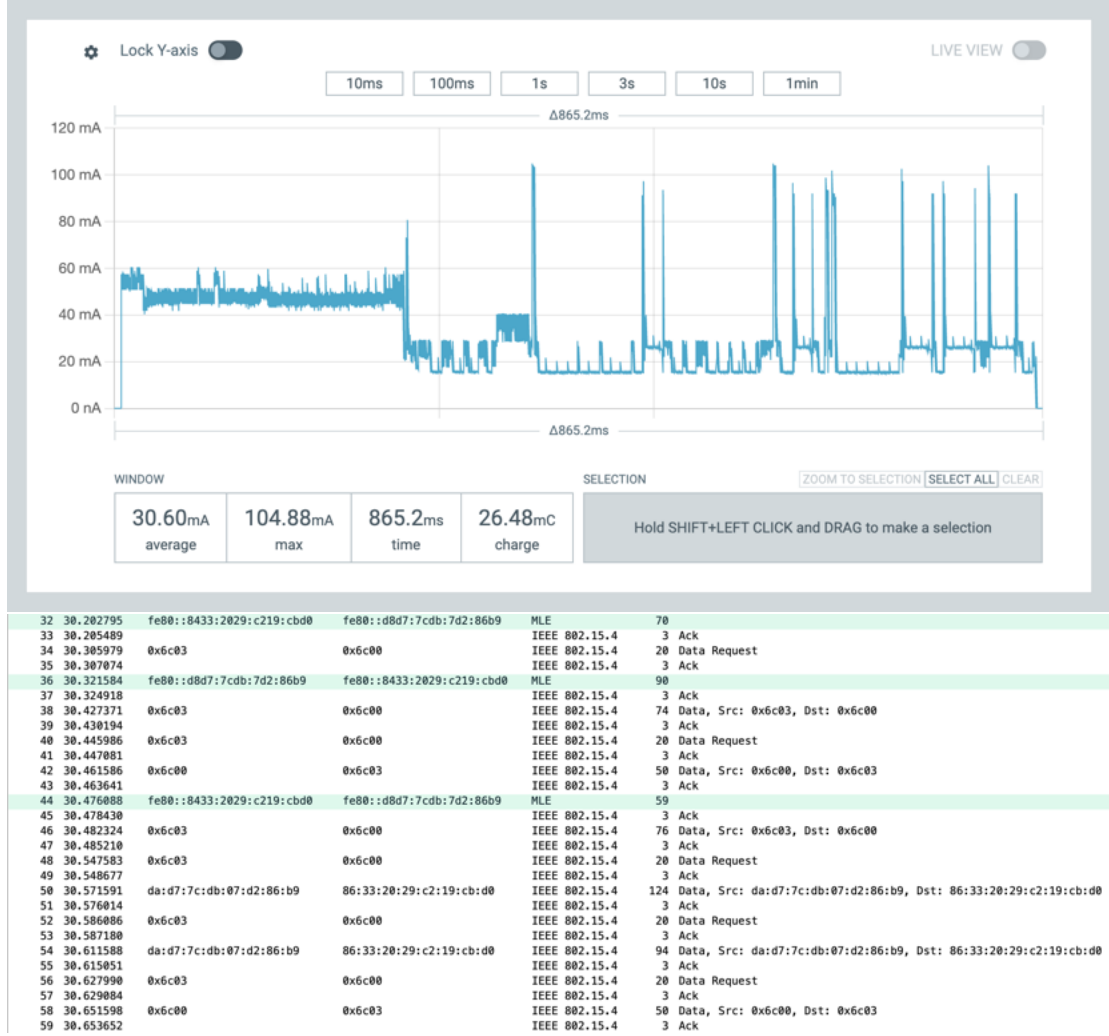 Lock Y-axis LIVE VIEW
10ms 100ms 1s 3s 10s 1min
Δ865.2ms
120 mA
100 mA
80 mA
60 mA
40 mA
20 mA
0 nA
Δ865.2ms
WINDOW SELECTION ZOOM TO SELECTION SELECT ALL CLEAR
30.60mA 104.88mA 865.2ms 26.48mC
average max time charge
Hold SHIFT+LEFT CLICK and DRAG to make a selection
32 30.202795 fe80::8433:2029:c219:cbd0 fe80::d8d7:7cdb:7d2:86b9 MLE 70
33 30.205489 IEEE 802.15.4 3 Ack
34 30.305979 0x6c03 0x6c00 IEEE 802.15.4 20 Data Request
35 30.307074 IEEE 802.15.4 3 Ack
36 30.321584 fe80::d8d7:7cdb:7d2:86b9 fe80::8433:2029:c219:cbd0 MLE 90
37 30.324918 IEEE 802.15.4 3 Ack
38 30.427371 0x6c03 0x6c00 IEEE 802.15.4 74 Data, Src: 0x6c03, Dst: 0x6c00
39 30.430194 IEEE 802.15.4 3 Ack
40 30.445986 0x6c03 0x6c00 IEEE 802.15.4 20 Data Request
41 30.447081 IEEE 802.15.4 3 Ack
42 30.461586 0x6c00 0x6c03 IEEE 802.15.4 50 Data, Src: 0x6c00, Dst: 0x6c03
43 30.463641 IEEE 802.15.4 3 Ack
44 30.476088 fe80::8433:2029:c219:cbd0 fe80::d8d7:7cdb:7d2:86b9 MLE 59
45 30.478430 IEEE 802.15.4 3 Ack
46 30.482324 0x6c03 0x6c00 IEEE 802.15.4 76 Data, Src: 0x6c03, Dst: 0x6c00
47 30.485210 IEEE 802.15.4 3 Ack
48 30.547583 0x6c03 0x6c00 IEEE 802.15.4 20 Data Request
49 30.548677 IEEE 802.15.4 3 Ack
50 30.571591 da:d7:7c:db:07:d2:86:b9 86:33:20:29:c2:19:cb:d0 IEEE 802.15.4 124 Data, Src: da:d7:7c:db:07:d2:86:b9, Dst: 86:33:20:29:c2:19:cb:d0
51 30.576014 IEEE 802.15.4 3 Ack
52 30.586086 0x6c03 0x6c00 IEEE 802.15.4 20 Data Request
53 30.587180 IEEE 802.15.4 3 Ack
54 30.611588 da:d7:7c:db:07:d2:86:b9 86:33:20:29:c2:19:cb:d0 IEEE 802.15.4 94 Data, Src: da:d7:7c:db:07:d2:86:b9, Dst: 86:33:20:29:c2:19:cb:d0
55 30.615051 IEEE 802.15.4 3 Ack
56 30.627990 0x6c03 0x6c00 IEEE 802.15.4 20 Data Request
57 30.629084 IEEE 802.15.4 3 Ack
58 30.651598 0x6c00 0x6c03 IEEE 802.15.4 50 Data, Src: 0x6c00, Dst: 0x6c03
59 30.653652 IEEE 802.15.4 3 Ack